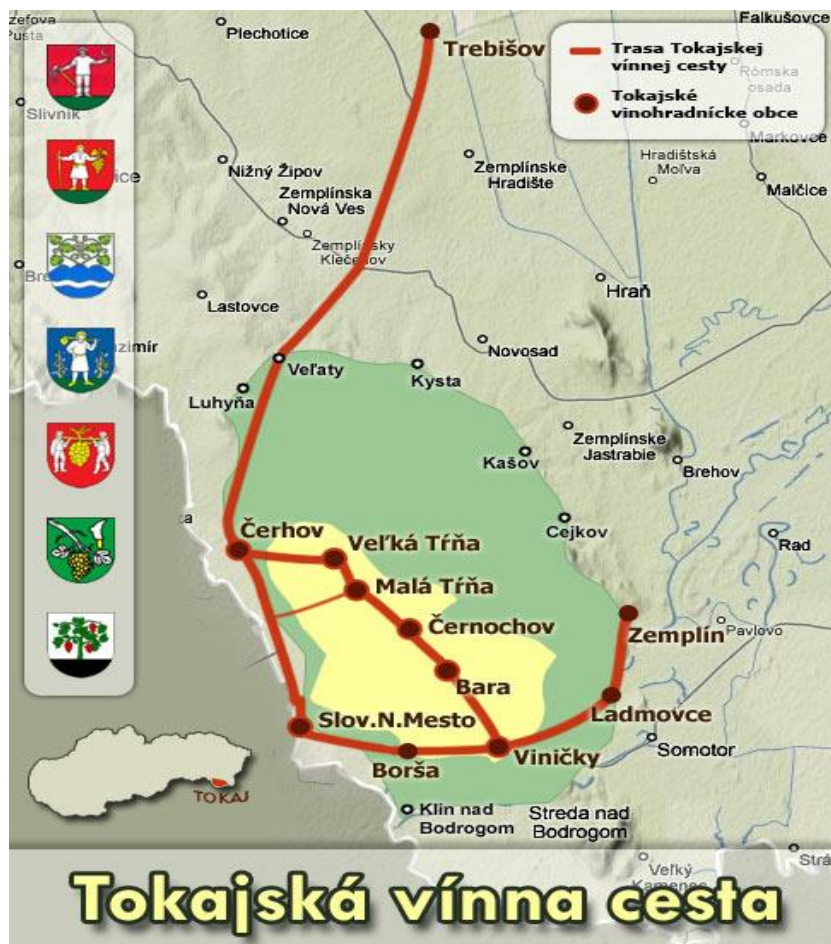 Plechotice
Falkušovce
Trebišov
Trasa Tokajskej
vínnej cesty
Tokajské
vinohradnícke obce
Rómska
osada
Slivník
Markovce
Nižný Žipov
Zemplínske
Hradište
Hradištská
Moľva
Malčice
Zemplínska
Nová Ves
Zemplínsky
Klečenov
Hraň
Lastovce
Novosad
Veľaty
Kysta
Luhyňa
Kašov
Zemplínske
Jastrabie
Brehov
Čerhov
Veľká Tŕňa
Cejkov
Rad
Malá Tŕňa
Černochov
Zemplín
Pavlovo
Bara
Slov.N.Mesto
Ladmovce
Viničky
Somotor
Borša
TOKAJ
Klin nad
Bodrogom
Streda nad
Bodrogom
Veľký
Kamenec
Tokajská vínna cesta